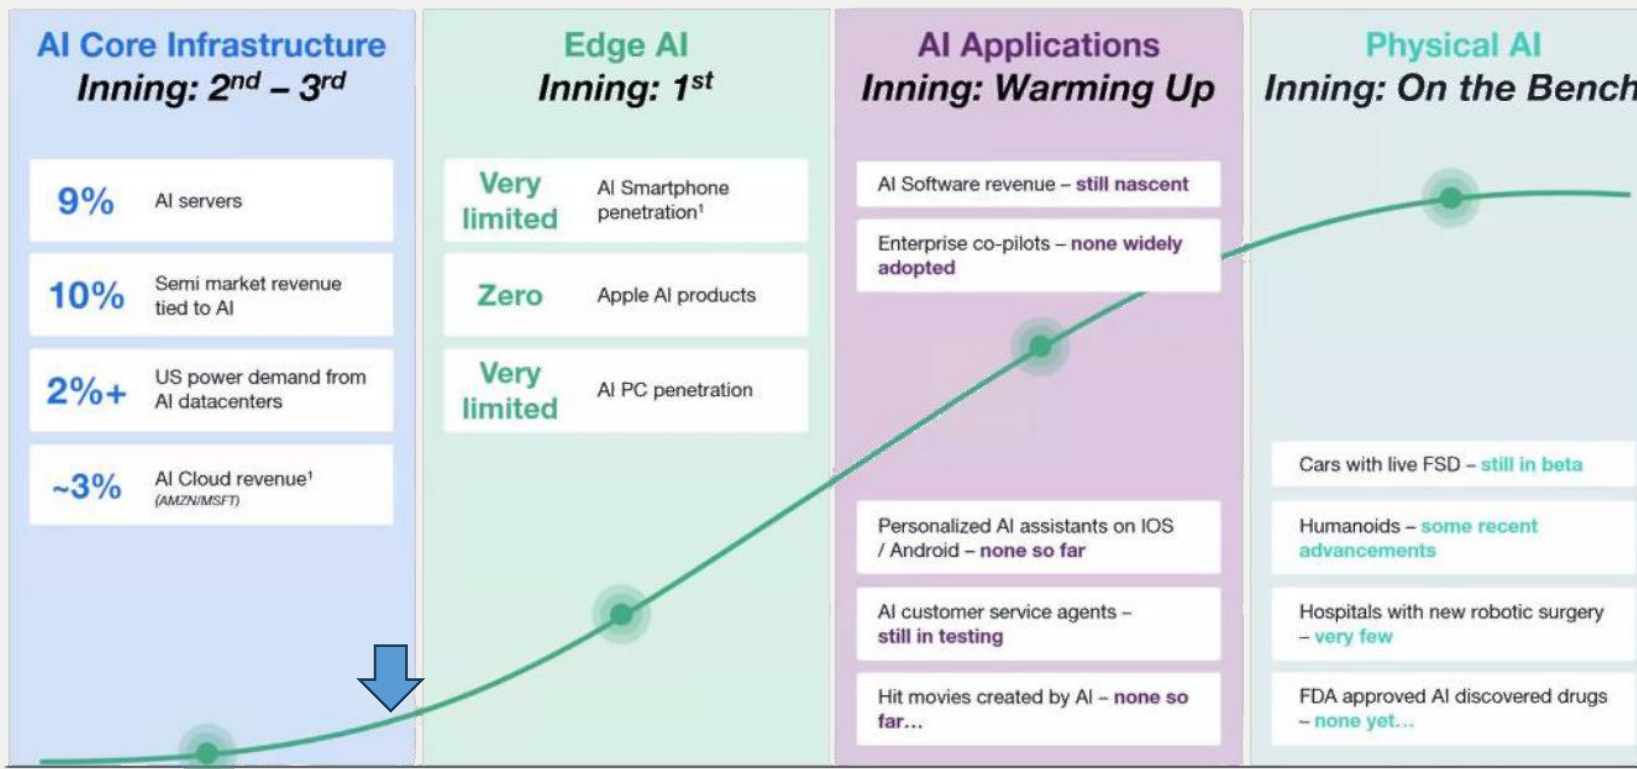 AI Core Infrastructure
Inning: 2nd – 3rd
9%
AI servers
10%
Semi market revenue
tied to AI
2%+
US power demand from
AI datacenters
~3%
AI Cloud revenue¹
(AMZN/MSFT)
Edge AI
Inning: 1st
Very
limited
AI Smartphone
penetration¹
Zero
Apple AI products
Very
limited
AI PC penetration
AI Applications
Inning: Warming Up
AI Software revenue – still nascent
Enterprise co-pilots – none widely
adopted
Personalized AI assistants on IOS
/ Android – none so far
AI customer service agents –
still in testing
Hit movies created by AI – none so
far...
Physical AI
Inning: On the Bench
Cars with live FSD – still in beta
Humanoids – some recent
advancements
Hospitals with new robotic surgery
– very few
FDA approved AI discovered drugs
– none yet...